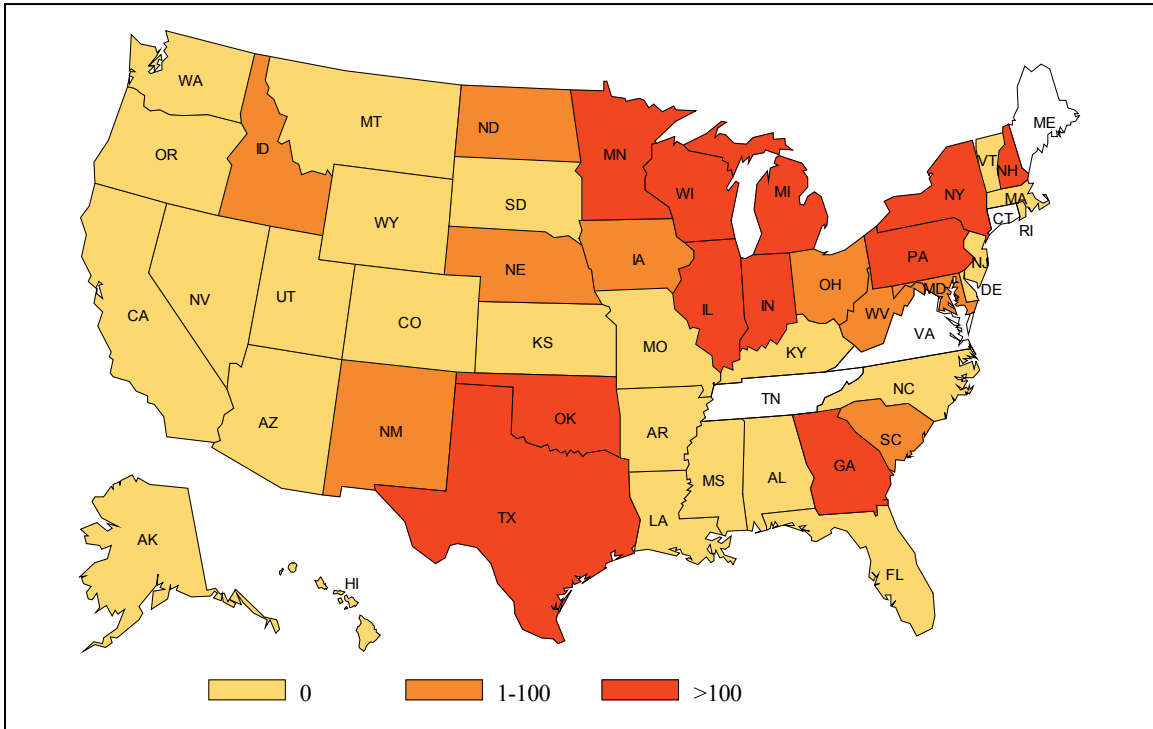 WA
MT
ND
MN
ME
VT
NH
OR
ID
WI
MI
NY
MA
SD
WY
CT
RI
PA
NE
IA
NJ
OH
MD
DE
NV
UT
IL
IN
WV
CA
CO
VA
KS
MO
KY
NC
TN
OK
AZ
NM
AR
SC
GA
MS
AL
TX
LA
AK
FL
HI
0
1-100
>100